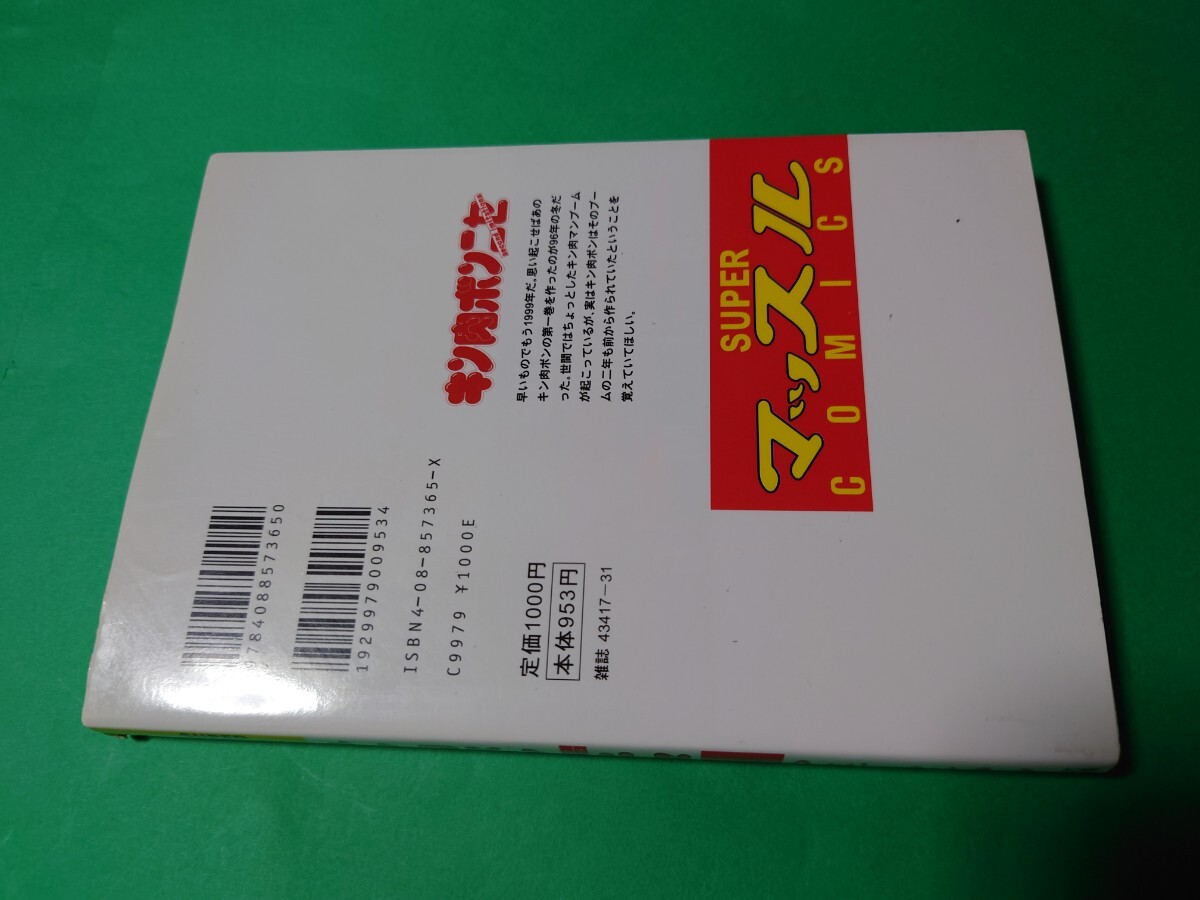 9784088573650
1929979009534
ISBN4-08-857365-X
C9979 ¥1000E
定価1000円
本体953円
雑誌 43417-31
キン肉ボンニセ
早いものでもう1999年だ。思い起こせばあの
キン肉ボンの第一巻を作ったのが96年の冬だ
った。世間ではちょっとしたキン肉マンブーム
が起こっているが、実はキン肉ボンはそのブー
ムの二年も前から作られていたということを
覚えていてほしい。
SUPER
マッスル
COMICS